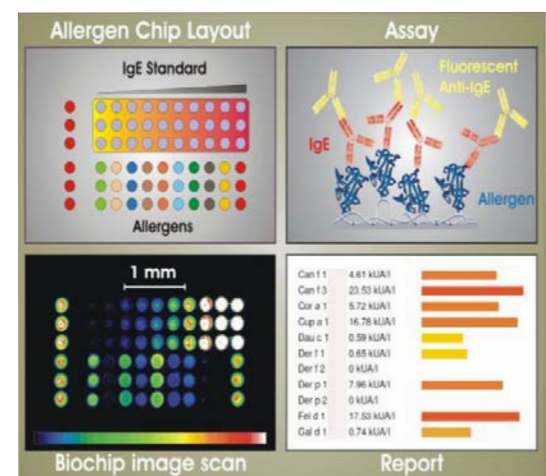 Allergen Chip Layout
IgE Standard
Allergens
Assay
Fluorescent
Anti-IgE
IgE
Allergen
1 mm
Biochip image scan
Can f 1 4.61 kUA/l
Can f 3 23.53 kUA/l
Cor a 1 5.72 kUA/l
Cup a 1 16.78 kUA/l
Dau c 1 0.59 kUA/l
Der f 1 0.65 kUA/l
Der f 2 0 kUA/l
Der p 1 7.96 kUA/l
Der p 2 0 kUA/l
Fel d 1 17.53 kUA/l
Gal d 1 0.74 kUA/l
Report